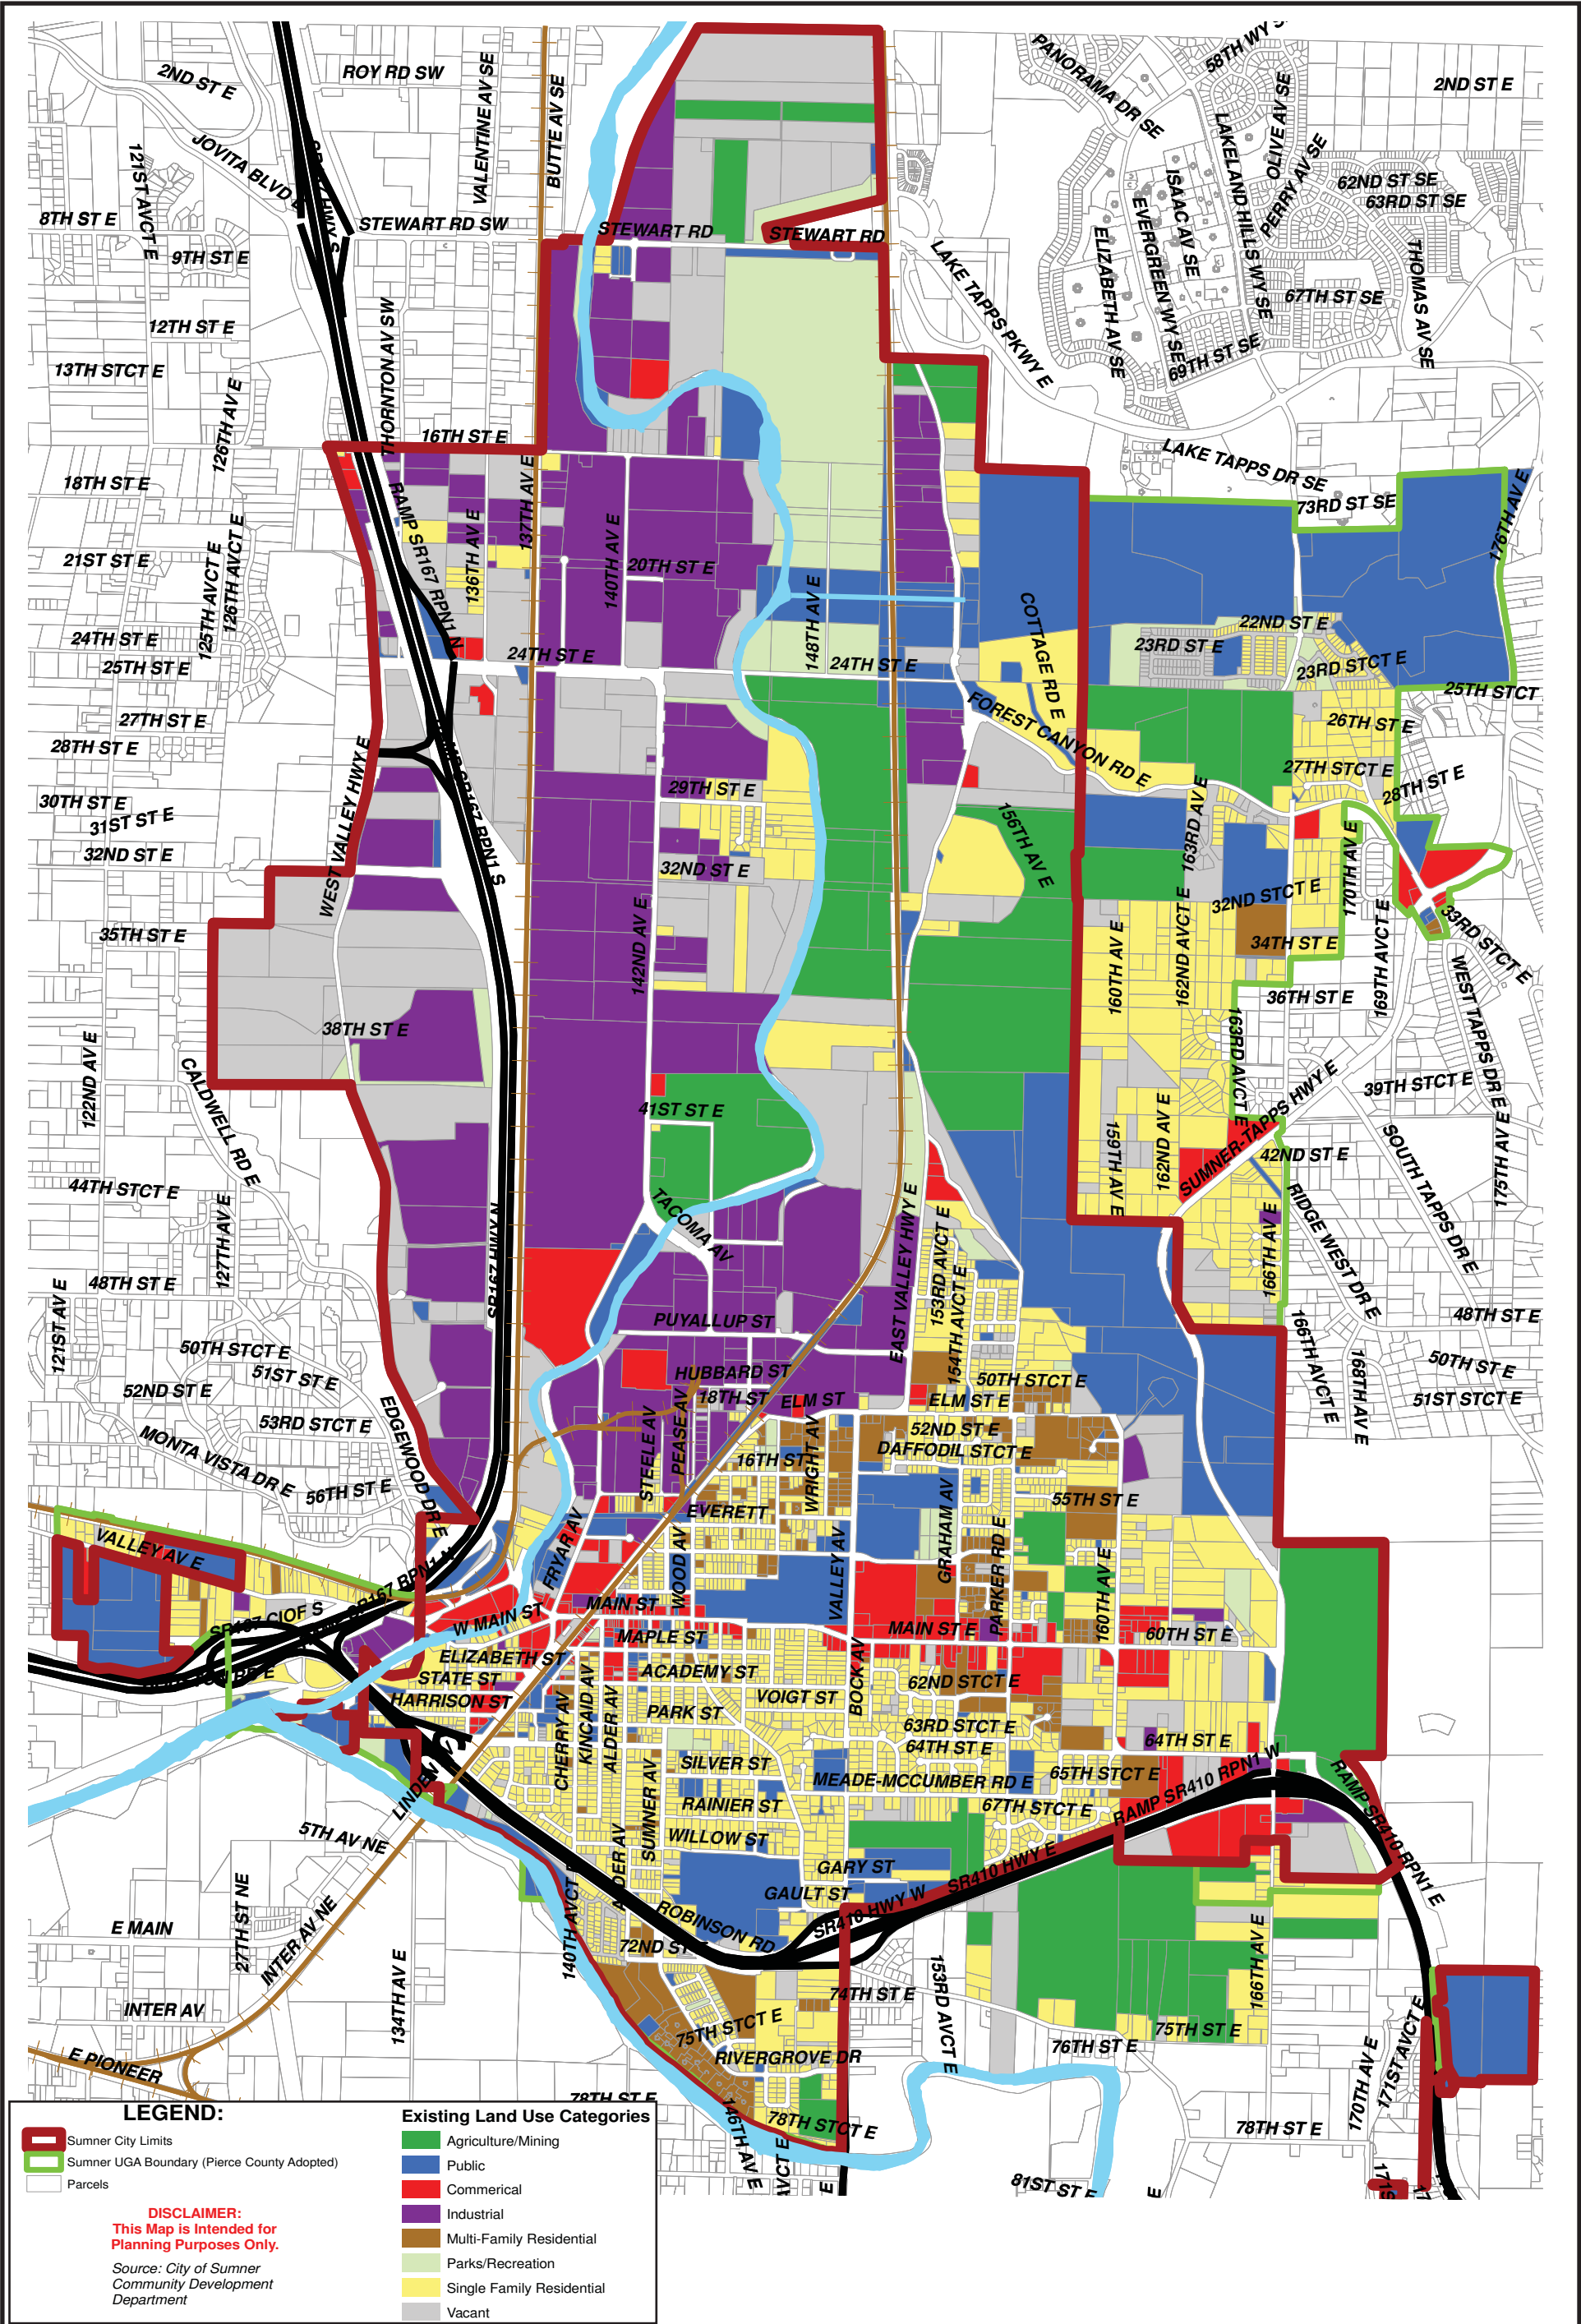 2ND ST E
ROY RD SW
VALENTINE AV SE
BUTTE AV SE
PANORAMA DR SE
58TH WY S
2ND ST E
JOVITA BLVD E
121ST AVCT E
LAKELAND HILLS WY SE
OLIVE AV SE
PERRY AV SE
62ND ST SE
63RD ST SE
ISAAC AV SE
EVERGREEN WY SE
ELIZABETH AV SE
8TH ST E
9TH ST E
STEWART RD SW
STEWART RD
STEWART RD
LAKE TAPPS PKWY E
67TH ST SE
THOMAS AV SE
69TH ST SE
12TH ST E
13TH STCT E
126TH AV E
THORNTON AV SW
16TH ST E
LAKE TAPPS DR SE
73RD ST SE
176TH AV E
18TH ST E
RAMP SR167 RPN1 N
136TH AV E
137TH AV E
140TH AV E
20TH ST E
21ST ST E
125TH AVCT E
126TH AVCT E
148TH AV E
COTTAGE RD E
22ND ST E
23RD ST E
23RD STCT E
24TH ST E
25TH ST E
24TH ST E
24TH ST E
25TH STCT
FOREST CANYON RD E
26TH ST E
27TH ST E
28TH ST E
27TH STCT E
28TH ST E
WEST VALLEY HWY E
29TH ST E
30TH ST E
31ST ST E
32ND ST E
32ND ST E
156TH AV E
163RD AV E
170TH AV E
162ND AVCT E
32ND STCT E
34TH ST E
33RD STCT E
35TH ST E
142ND AV E
160TH AV E
169TH AVCT E
WEST TAPPS DR E
36TH ST E
163RD AVCT E
38TH ST E
122ND AV E
CALDWELL RD E
39TH STCT E
41ST ST E
SUMNER-TAPPS HWY E
159TH AV E
162ND AV E
42ND ST E
SOUTH TAPPS DR E
175TH AV E
RIDGE WEST DR E
44TH STCT E
127TH AV E
TACOMA AV
EAST VALLEY HWY E
153RD AVCT E
154TH AVCT E
166TH AV E
48TH ST E
SR167 HWY N
121ST AV E
PUYALLUP ST
48TH ST E
166TH AVCT E
168TH AV E
50TH STCT E
51ST ST E
52ND ST E
53RD STCT E
HUBBARD ST
18TH ST
ELM ST
50TH STCT E
ELM ST E
50TH ST E
51ST STCT E
52ND ST E
DAFFODIL STCT E
EDGEWOOD DR E
MONTA VISTA DR E
56TH ST E
STEELE AV
PEASE AV
16TH ST
WRIGHT AV
55TH ST E
EVERETT
VALLEY AV E
FRYAR AV
WOOD AV
VALLEY AV
GRAHAM AV
PARKER RD E
160TH AV E
SR167 CIOF S
W MAIN ST
MAIN ST
MAPLE ST
MAIN ST E
60TH ST E
ELIZABETH ST
STATE ST
HARRISON ST
ACADEMY ST
VOIGT ST
BOCK AV
62ND STCT E
CHERRY AV
KINCAID AV
ALDER AV
PARK ST
63RD STCT E
64TH ST E
64TH ST E
SILVER ST
MEADE-MCCUMBER RD E
65TH STCT E
RAMP SR410 RPN1 W
RAMP SR410 RPN1 E
SUMNER AV
RAINIER ST
67TH STCT E
5TH AV NE
WILLOW ST
GARY ST
SR410 HWY E
GAULT ST
SR410 HWY W
140TH AVCT E
ROBINSON RD
E MAIN
27TH ST NE
INTER AV NE
72ND ST
166TH AV E
134TH AV E
153RD AVCT E
74TH ST E
INTER AV
75TH STCT E
75TH ST E
76TH ST E
RIVERGROVE DR
170TH AV E
171ST AVCT E
E PIONEER
78TH ST E
146TH AV E
78TH STCT E
78TH ST E
81ST ST E
LEGEND:
Sumner City Limits
Sumner UGA Boundary (Pierce County Adopted)
Parcels
DISCLAIMER:
This Map is Intended for
Planning Purposes Only.
Source: City of Sumner
Community Development
Department
Existing Land Use Categories
Agriculture/Mining
Public
Commerical
Industrial
Multi-Family Residential
Parks/Recreation
Single Family Residential
Vacant